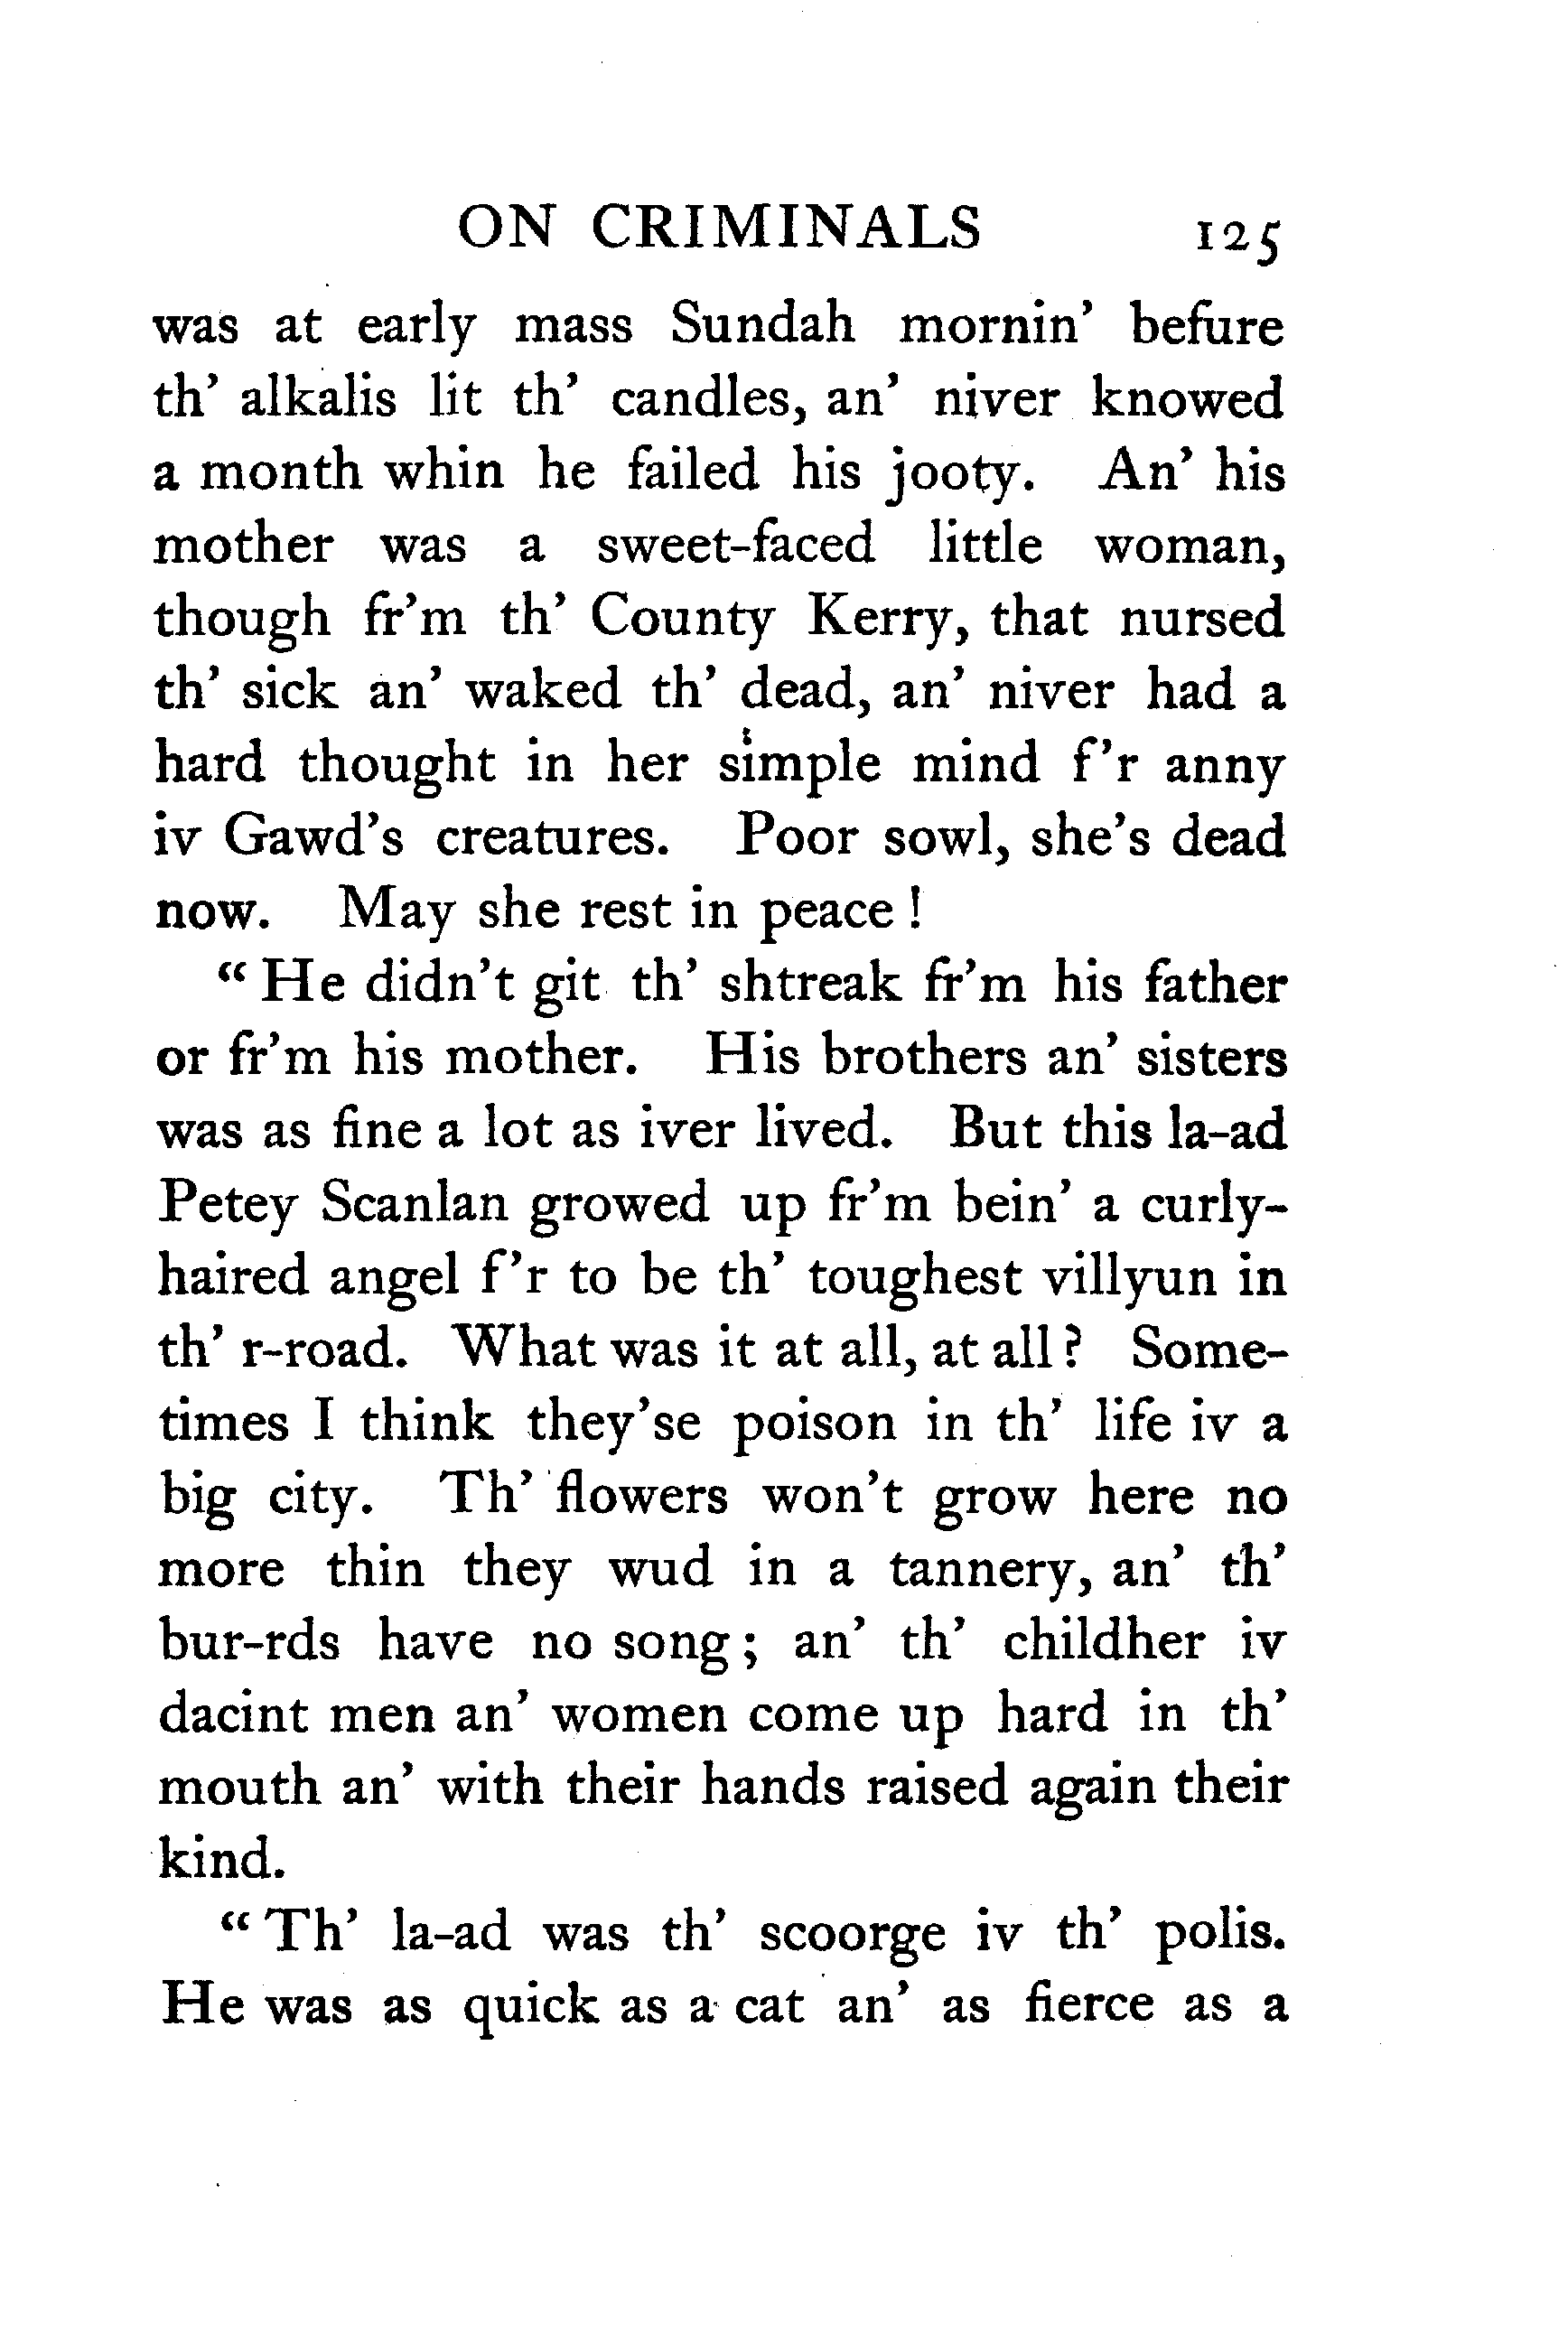 ON CRIMINALS 125
was at early mass Sundah mornin' befure
th' alkalis lit th' candles, an' niver knowed
a month whin he failed his jooty. An' his
mother was a sweet-faced little woman,
though fr'm th' County Kerry, that nursed
th' sick an' waked th' dead, an' niver had a
hard thought in her simple mind f'r anny
iv Gawd's creatures. Poor sowl, she's dead
now. May she rest in peace!
"He didn't git th' shtreak fr'm his father
or fr'm his mother. His brothers an' sisters
was as fine a lot as iver lived. But this la-ad
Petey Scanlan growed up fr'm bein' a curly-
haired angel f'r to be th' toughest villyun in
th' r-road. What was it at all, at all? Some-
times I think they'se poison in th' life iv a
big city. Th' flowers won't grow here no
more thin they wud in a tannery, an' th'
bur-rds have no song; an' th' childher iv
dacint men an' women come up hard in th'
mouth an' with their hands raised again their
kind.
"Th' la-ad was th' scoorge iv th' polis.
He was as quick as a cat an' as fierce as a